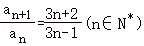 a_{n+1}/a_n = 3n+2/3n-1 (n∈N*)